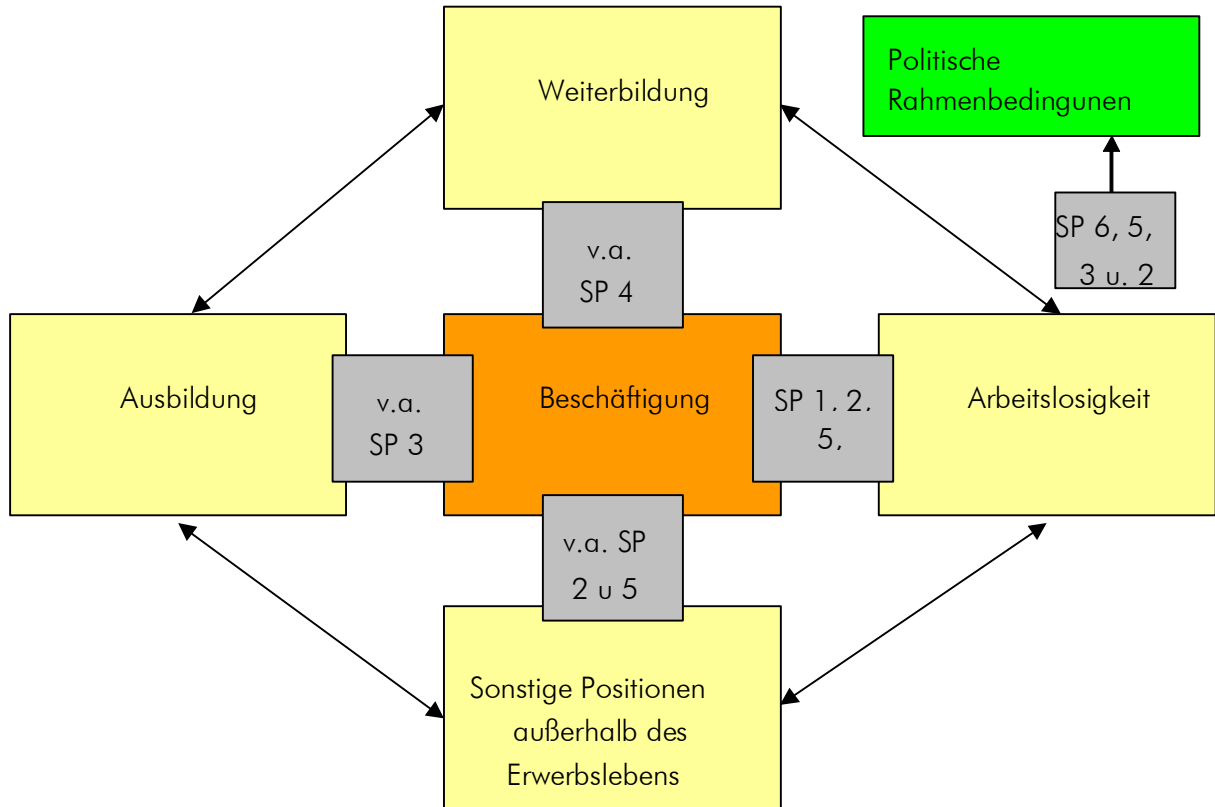 Weiterbildung
Politische
Rahmenbedingunen
SP 6, 5,
3 u. 2
v.a.
SP 4
Ausbildung
v.a.
SP 3
Beschäftigung
SP 1, 2,
5,
Arbeitslosigkeit
v.a. SP
2 u 5
Sonstige Positionen
außerhalb des
Erwerbslebens